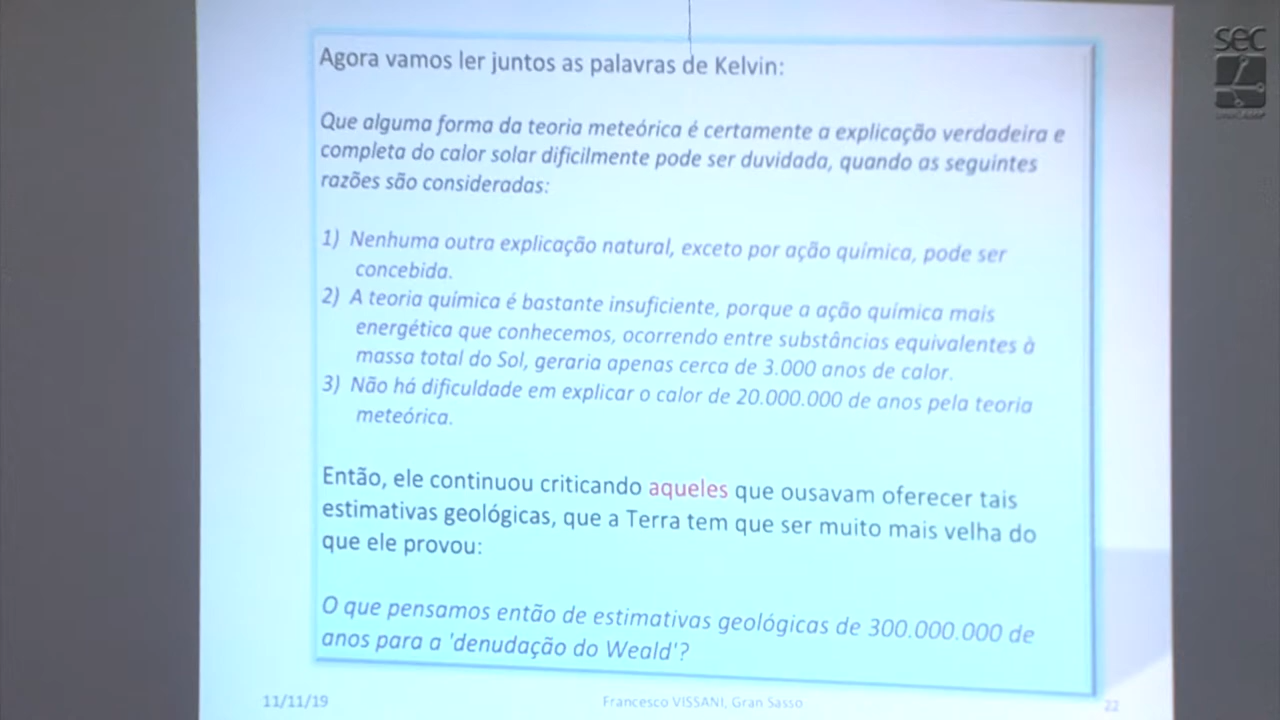 Agora vamos ler juntos as palavras de Kelvin:
Que alguma forma da teoria meteórica é certamente a explicação verdadeira e
completa do calor solar dificilmente pode ser duvidada, quando as seguintes
razões são consideradas:
1) Nenhuma outra explicação natural, exceto por ação química, pode ser
concebida.
2) A teoria química é bastante insuficiente, porque a ação química mais
energética que conhecemos, ocorrendo entre substâncias equivalentes à
massa total do Sol, geraria apenas cerca de 3.000 anos de calor.
3) Não há dificuldade em explicar o calor de 20.000.000 de anos pela teoria
meteórica.
Então, ele continuou criticando aqueles que ousavam oferecer tais
estimativas geológicas, que a Terra tem que ser muito mais velha do
que ele provou:
O que pensamos então de estimativas geológicas de 300.000.000 de
anos para a 'denudação do Weald'?
11/11/19
Francesco VISSANI, Gran Sasso
22
sec